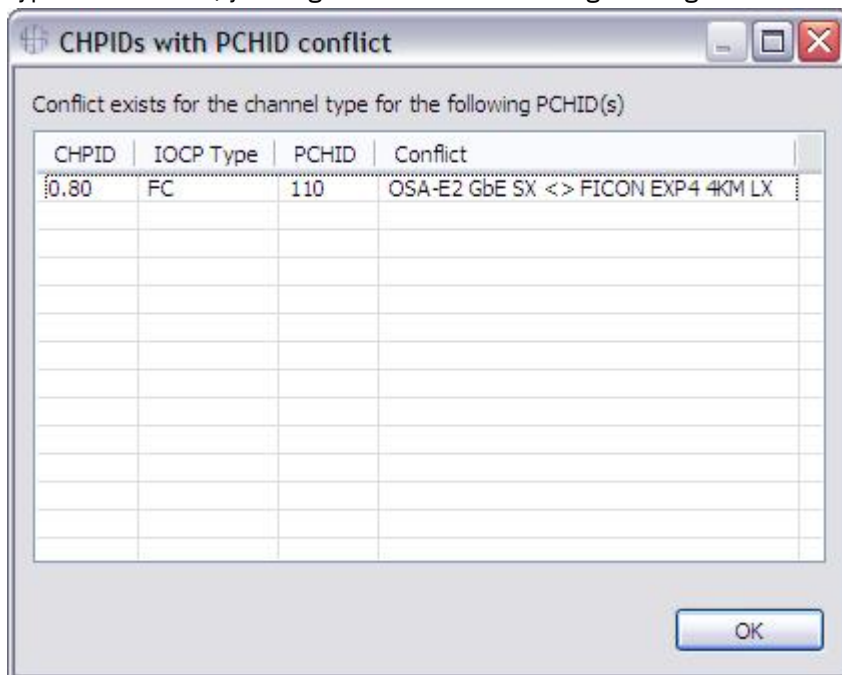 CHPIDs with PCHID conflict
Conflict exists for the channel type for the following PCHID(s)
CHPID IOCP Type PCHID Conflict
0.80 FC 110 OSA-E2 GbE SX <> FICON EXP4 4KM LX
OK